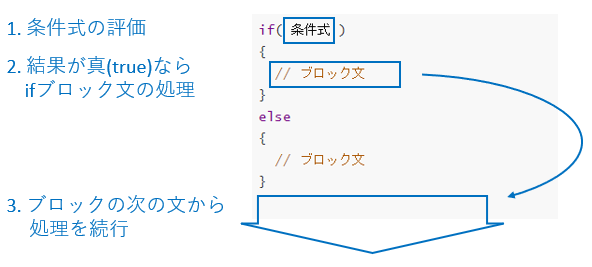 1. 条件式の評価
2. 結果が真(true)なら
ifブロック文の処理
3. ブロックの次の文から
処理を続行
if( 条件式 )
{
// ブロック文
}
else
{
// ブロック文
}